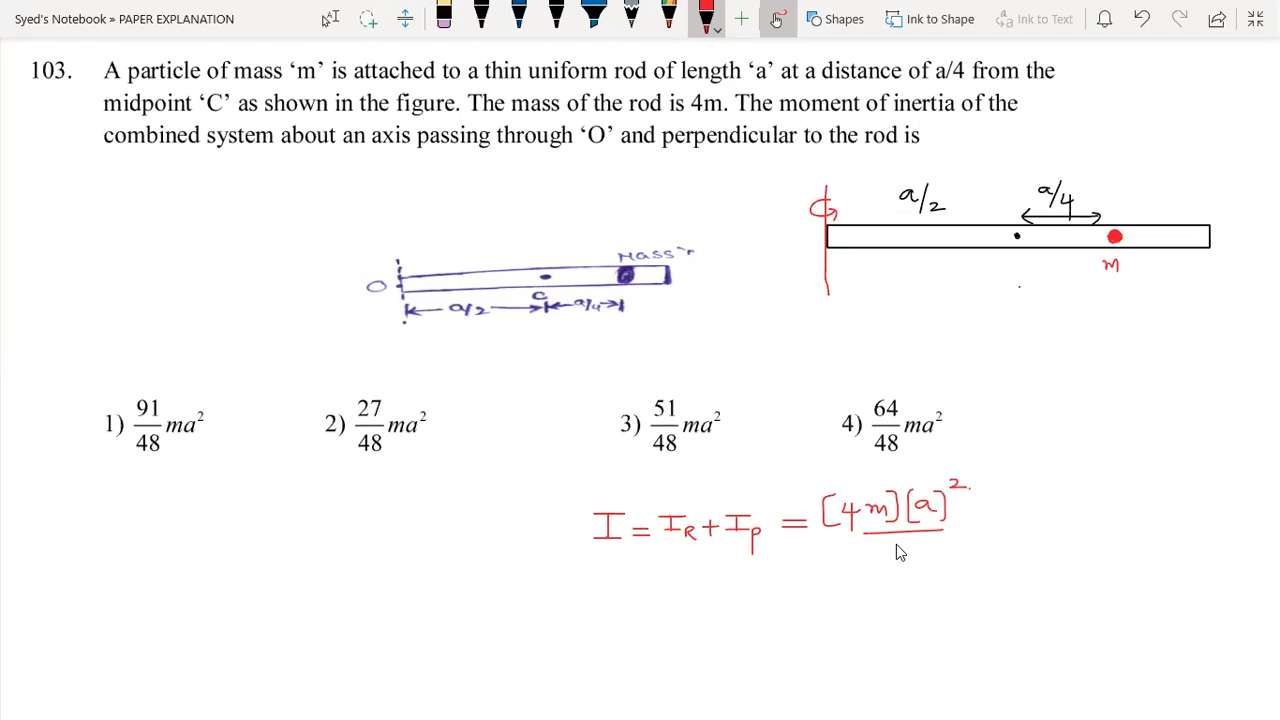 Syed's Notebook » PAPER EXPLANATION
Shapes
Ink to Shape
Ink to Text
103. A particle of mass ‘m’ is attached to a thin uniform rod of length ‘a’ at a distance of a/4 from the
midpoint ‘C’ as shown in the figure. The mass of the rod is 4m. The moment of inertia of the
combined system about an axis passing through ‘O’ and perpendicular to the rod is
a/2 a/4
m
Mass
O
C
a/2 a/4
1) 91/48 ma² 2) 27/48 ma² 3) 51/48 ma² 4) 64/48 ma²
I = I_R + I_P = [4m][a]²